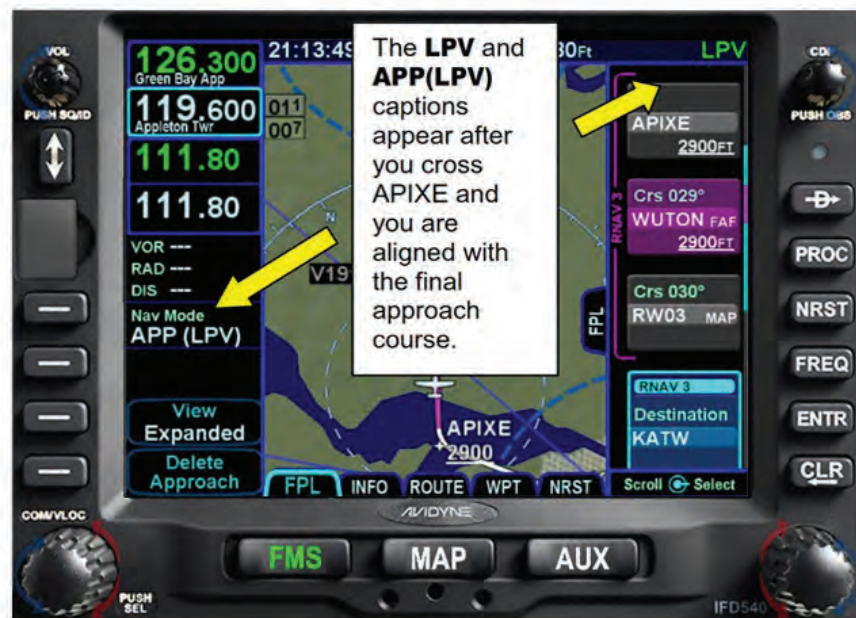 VOL
PUSH SQ/ID
126.300
Green Bay App
119.600
Appleton Twr
111.80
111.80
VOR ---
RAD ---
DIS ---
Nav Mode
APP (LPV)
View
Expanded
Delete
Approach
COM/VLOC
PUSH
SEL
21:13:49
011
007
The LPV and
APP(LPV)
captions
appear after
you cross
APIXE and
you are
aligned with
the final
approach
course.
N
V19
APIXE
2900
FPL
INFO
ROUTE
WPT
NRST
LPV
RNAV 3
APIXE
2900FT
Crs 029°
WUTON FAF
2900FT
Crs 030°
RW03 MAP
FPL
RNAV 3
Destination
KATW
Scroll Select
CDI
PUSH OBS
D
PROC
NRST
FREQ
ENTR
CLR
AVIDYNE
FMS
MAP
AUX
IFD540